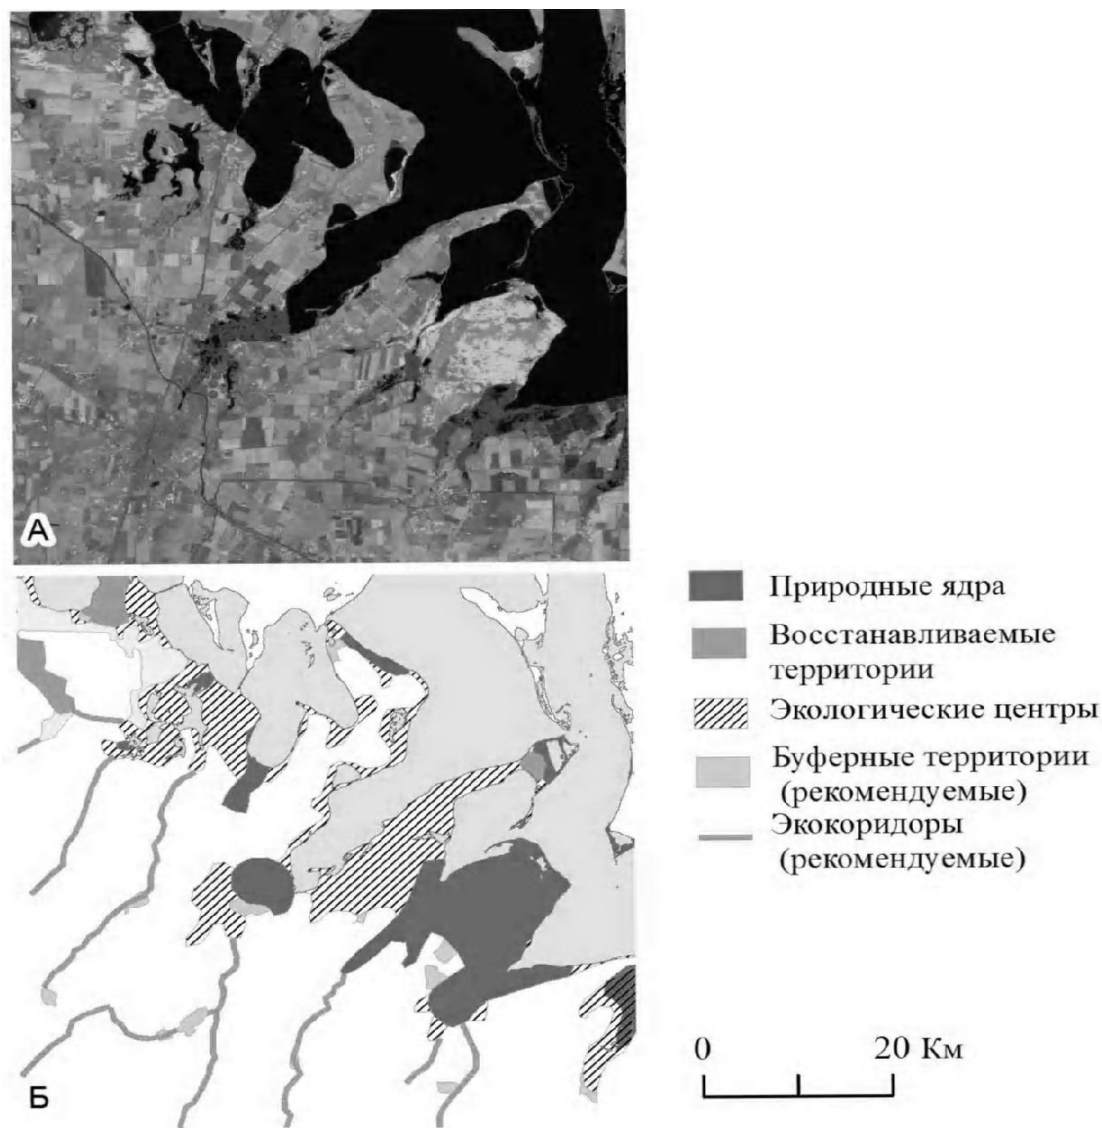 А
Природные ядра
Восстанавливаемые
территории
Экологические центры
Буферные территории
(рекомендуемые)
Экокоридоры
(рекомендуемые)
0 20 Км
Б